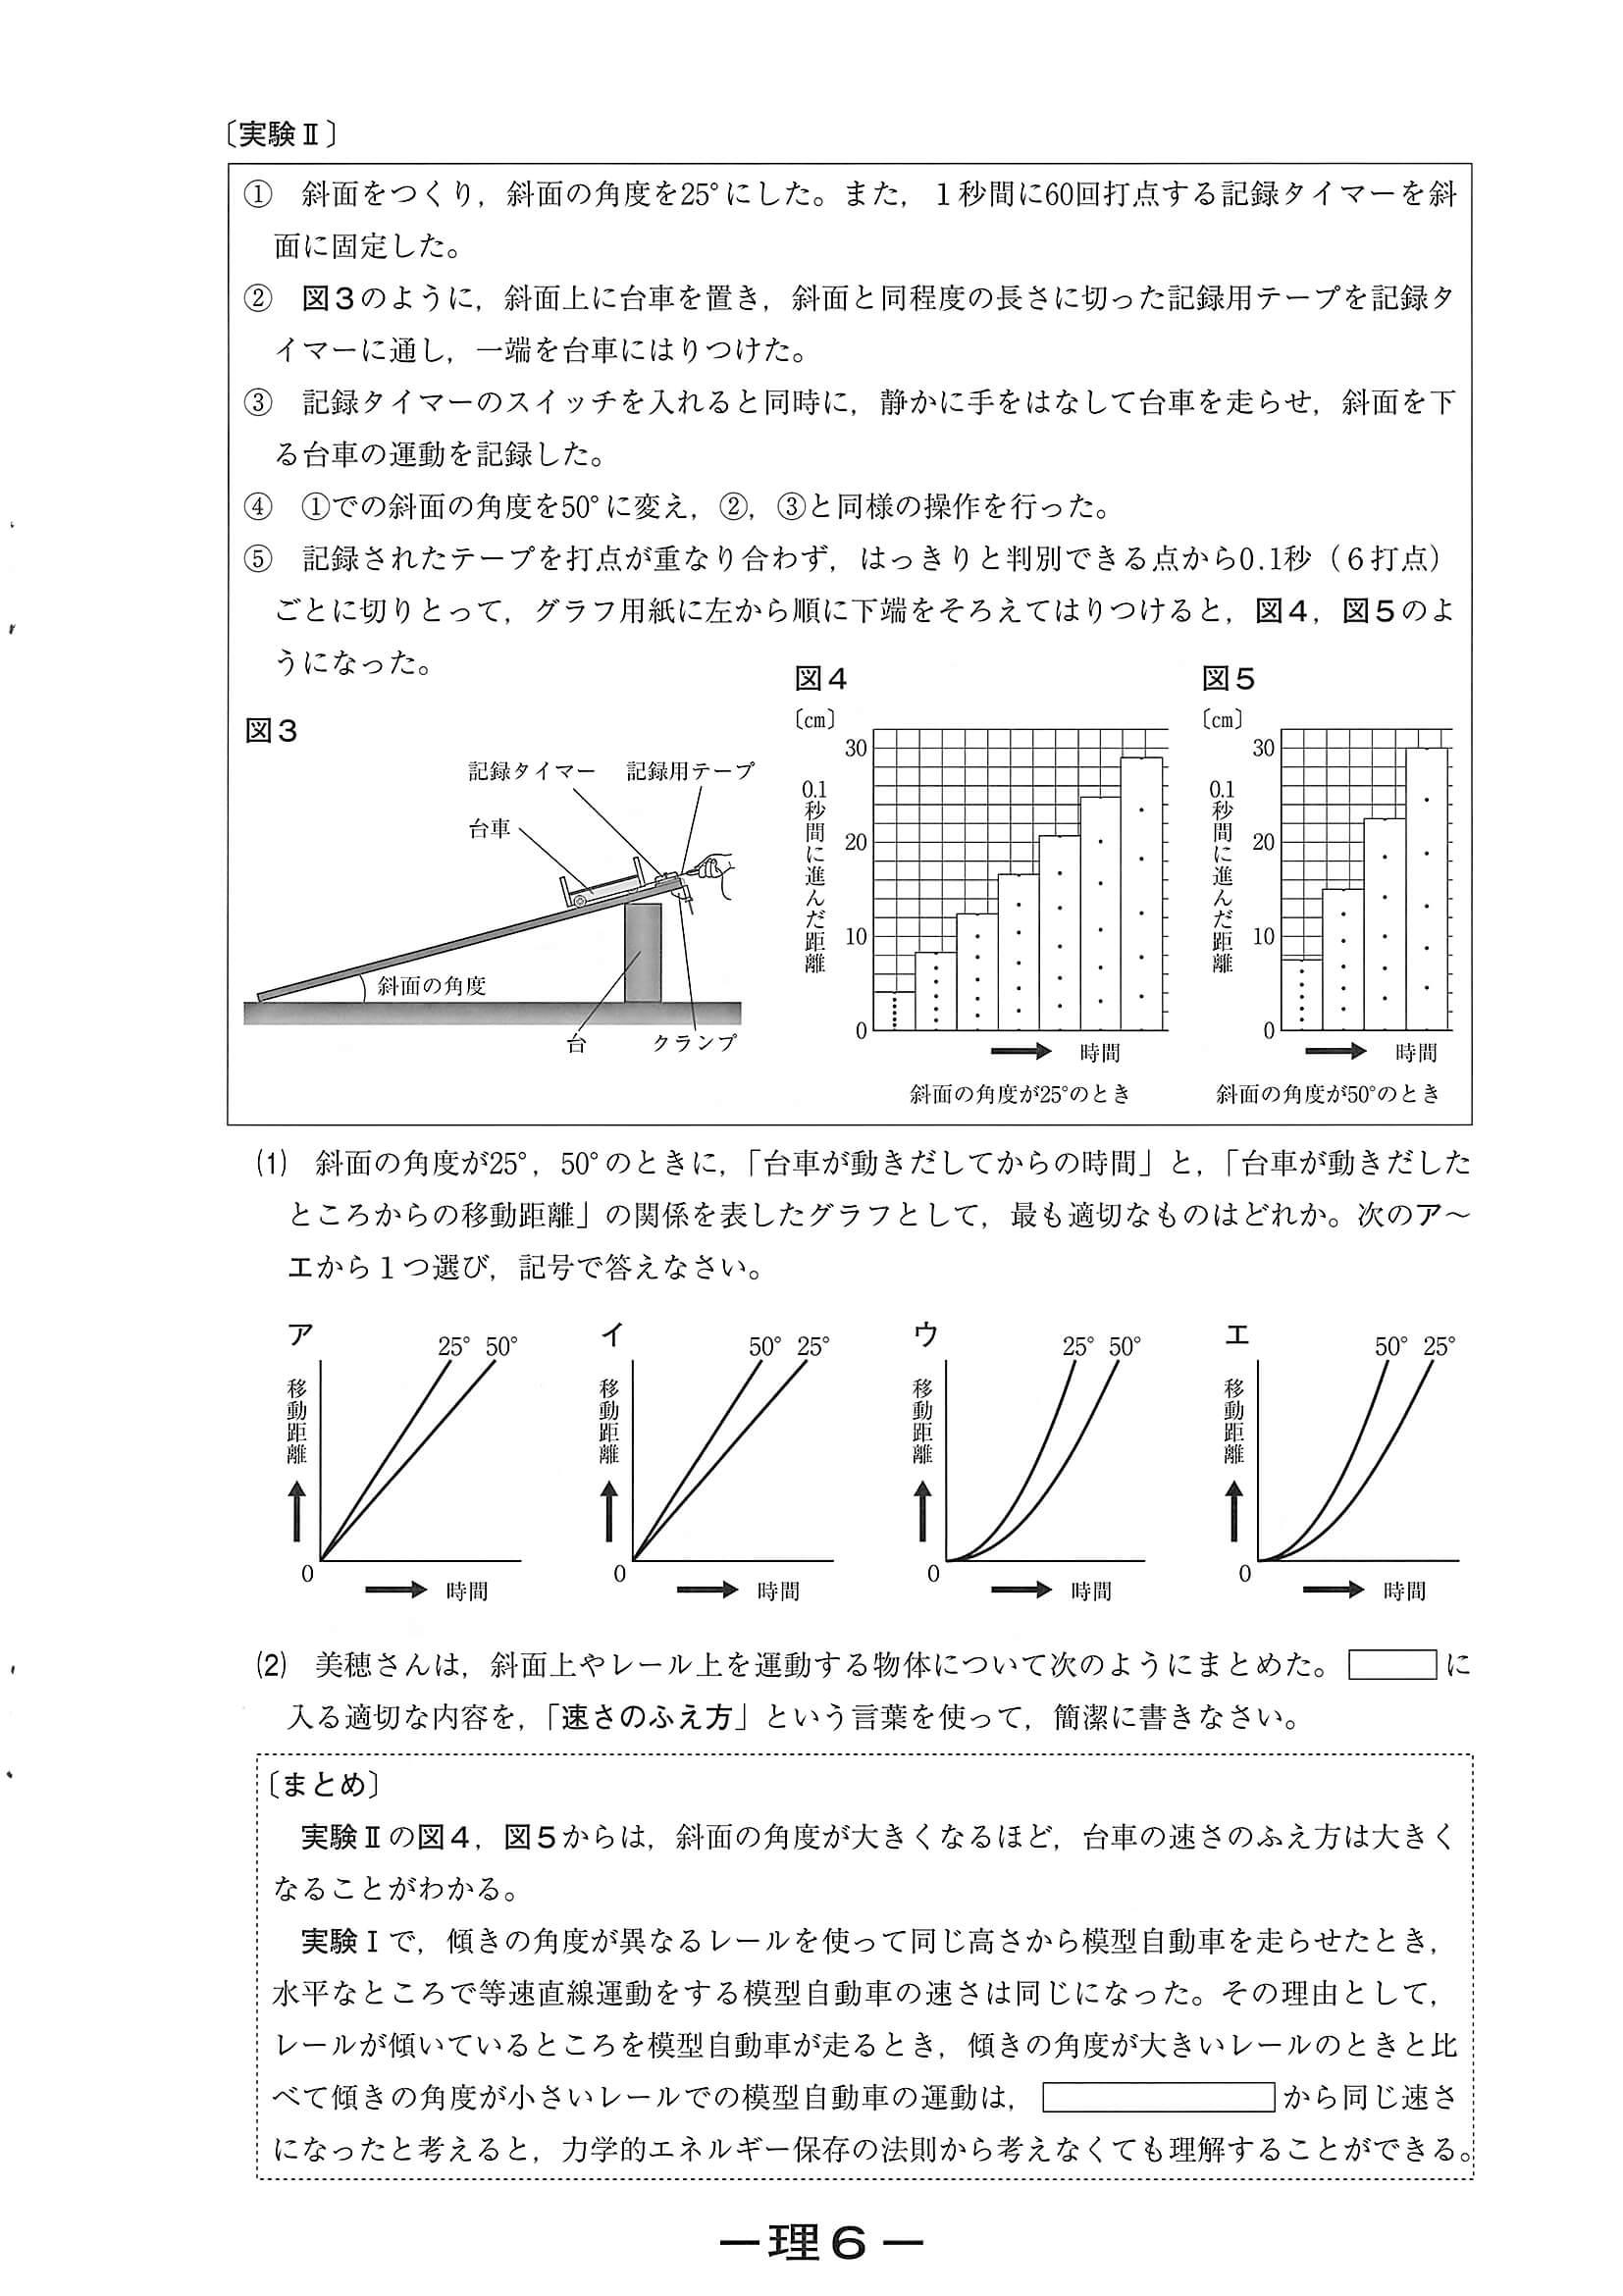 〔実験Ⅱ〕
① 斜面をつくり，斜面の角度を25°にした。また，1秒間に60回打点する記録タイマーを斜
面に固定した。
② 図3のように，斜面上に台車を置き，斜面と同程度の長さに切った記録用テープを記録タ
イマーに通し，一端を台車にはりつけた。
③ 記録タイマーのスイッチを入れると同時に，静かに手をはなして台車を走らせ，斜面を下
る台車の運動を記録した。
④ ①での斜面の角度を50°に変え，②，③と同様の操作を行った。
⑤ 記録されたテープを打点が重なり合わず，はっきりと判別できる点から0.1秒（6打点）
ごとに切りとって，グラフ用紙に左から順に下端をそろえてはりつけると，図4，図5のよ
うになった。
図3
記録タイマー 記録用テープ
台車
斜面の角度
台 クランプ
図4
〔cm〕
30
20
10
0
0.1秒間に進んだ距離
時間
斜面の角度が25°のとき
図5
〔cm〕
30
20
10
0
0.1秒間に進んだ距離
時間
斜面の角度が50°のとき
(1) 斜面の角度が25°，50°のときに，「台車が動きだしてからの時間」と，「台車が動きだした
ところからの移動距離」の関係を表したグラフとして，最も適切なものはどれか。次のア～
エから1つ選び，記号で答えなさい。
ア
25° 50°
移動距離
0
時間
イ
50° 25°
移動距離
0
時間
ウ
25° 50°
移動距離
0
時間
エ
50° 25°
移動距離
0
時間
(2) 美穂さんは，斜面上やレール上を運動する物体について次のようにまとめた。 に
入る適切な内容を，「速さのふえ方」という言葉を使って，簡潔に書きなさい。
〔まとめ〕
実験Ⅱの図4，図5からは，斜面の角度が大きくなるほど，台車の速さのふえ方は大きく
なることがわかる。
実験Ⅰで，傾きの角度が異なるレールを使って同じ高さから模型自動車を走らせたとき，
水平なところで等速直線運動をする模型自動車の速さは同じになった。その理由として，
レールが傾いているところを模型自動車が走るとき，傾きの角度が大きいレールのときと比
べて傾きの角度が小さいレールでの模型自動車の運動は， から同じ速さ
になったと考えると，力学的エネルギー保存の法則から考えなくても理解することができる。
－理6－